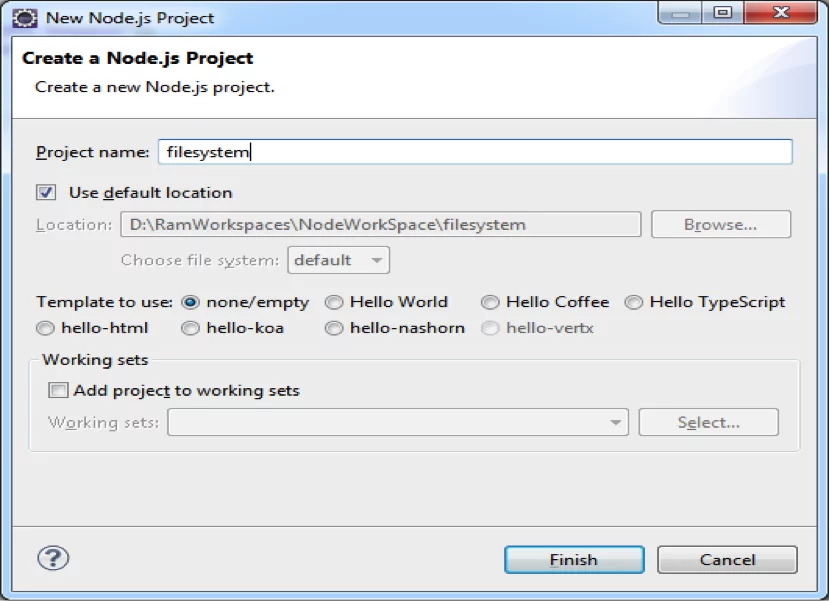 New Node.js Project
Create a Node.js Project
Create a new Node.js project.
Project name: filesystem
Use default location
Location: D:\RamWorkspaces\NodeWorkSpace\filesystem Browse...
Choose file system: default
Template to use: none/empty Hello World Hello Coffee Hello TypeScript
hello-html hello-koa hello-nashorn hello-vertx
Working sets
Add project to working sets
Working sets: Select...
? Finish Cancel